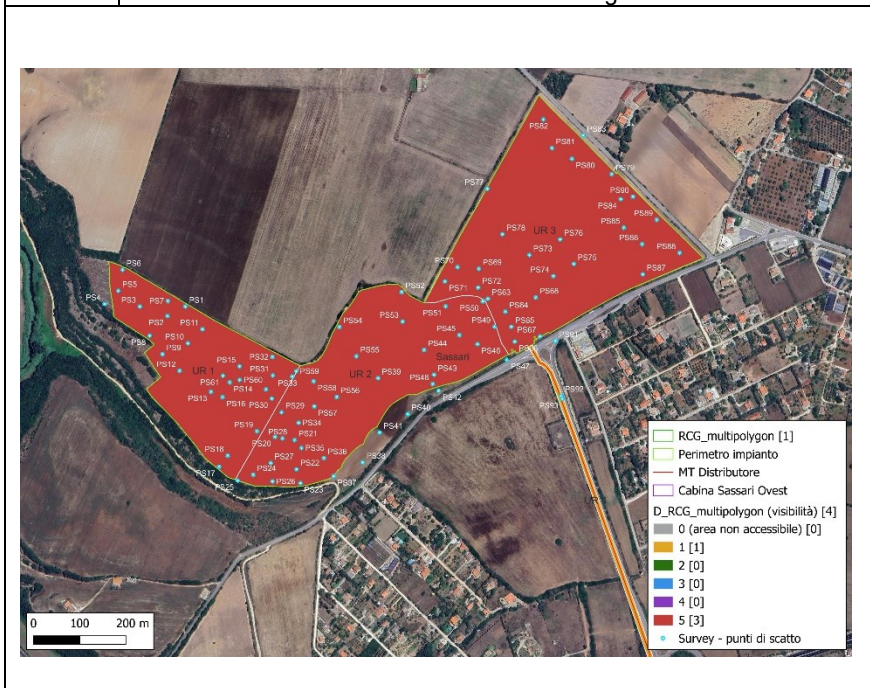 PS82
PS83
PS81
PS80
PS79
PS77
PS90
PS84
PS89
PS85
PS78
UR 3
PS76
PS86
PS73
PS88
PS70
PS69
PS75
PS6
PS74
PS87
PS71
PS72
PS5
PS52
PS68
PS4
PS3
PS7
PS1
PS51
PS50
PS63
PS64
PS2
PS11
PS54
PS53
PS49
PS65
PS8
PS10
PS45
PS67
PS9
PS44
PS46
PS91
PS32
PS55
Sassari
PS47
PS12
UR 1
PS15
PS31
PS59
UR 2
PS39
PS43
PS61
PS60
PS33
PS58
PS48
PS13
PS14
PS42
PS92
PS16
PS30
PS56
PS93
PS29
PS57
PS40
PS34
PS19
PS28
PS20
PS21
PS41
PS18
PS35
PS36
PS17
PS27
PS38
PS24
PS22
PS25
PS26
PS23
PS37
RCG_multipolygon [1]
Perimetro impianto
MT Distributore
Cabina Sassari Ovest
D_RCG_multipolygon (visibilità) [4]
0 (area non accessibile) [0]
1 [1]
2 [0]
3 [0]
4 [0]
5 [3]
Survey - punti di scatto
0 100 200 m